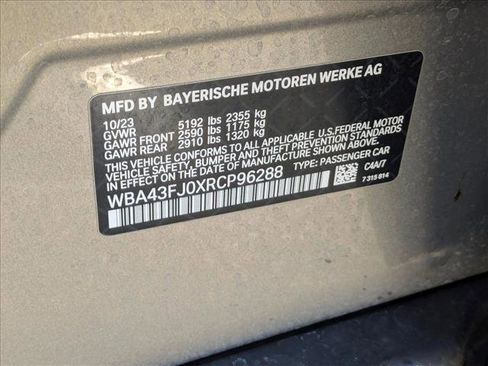 MFD BY BAYERISCHE MOTOREN WERKE AG
10/23
GVWR 5192 lbs 2355 kg
GAWR FRONT 2590 lbs 1175 kg
GAWR REAR 2910 lbs 1320 kg
THIS VEHICLE CONFORMS TO ALL APPLICABLE U.S. FEDERAL MOTOR
VEHICLE SAFETY, BUMPER, AND THEFT PREVENTION STANDARDS
IN EFFECT ON THE DATE OF MANUFACTURE SHOWN ABOVE.
WBA43FJ0XRCP96288 TYPE: PASSENGER CAR
C4A/7
7 315 814